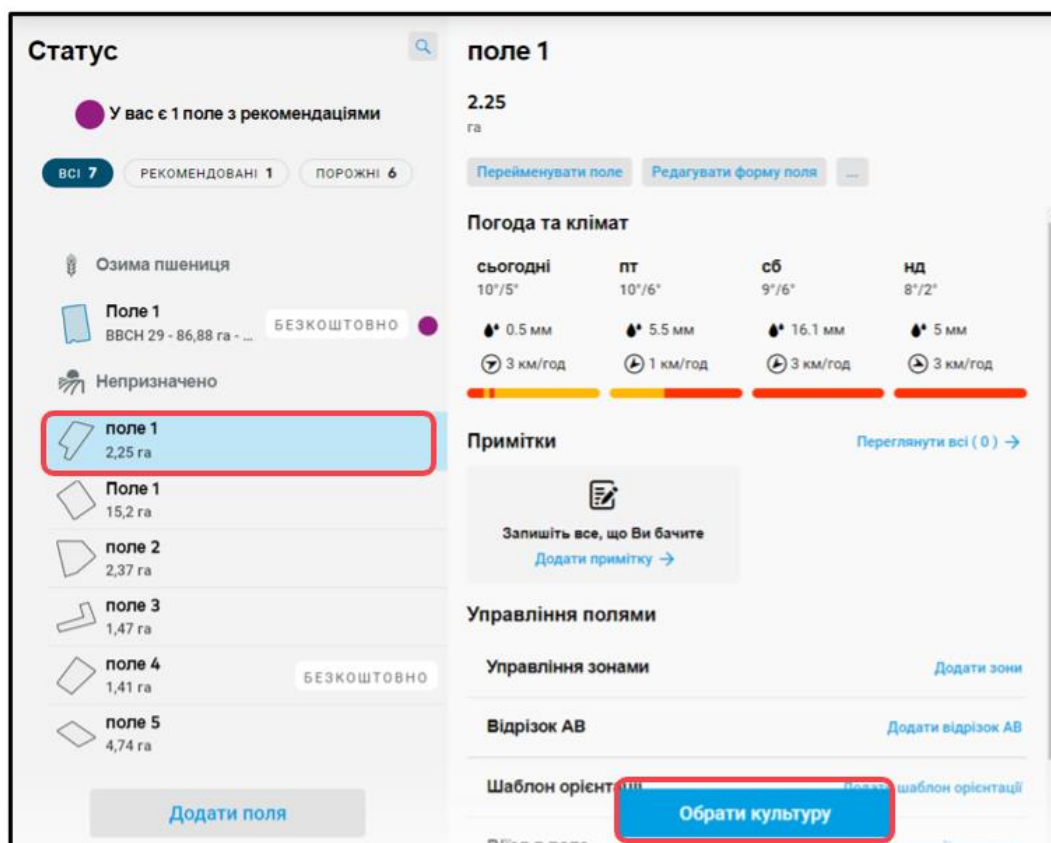 Статус
У вас є 1 поле з рекомендаціями
ВСІ 7 РЕКОМЕНДОВАНІ 1 ПОРОЖНІ 6
Озима пшениця
Поле 1
BBCH 29 - 86,88 га - ...
БЕЗКОШТОВНО
Непризначено
поле 1
2,25 га
Поле 1
15,2 га
поле 2
2,37 га
поле 3
1,47 га
поле 4
1,41 га
БЕЗКОШТОВНО
поле 5
4,74 га
Додати поля
поле 1
2.25
га
Перейменувати поле Редагувати форму поля ...
Погода та клімат
сьогодні пт сб нд
10°/5° 10°/6° 9°/6° 8°/2°
0.5 мм 5.5 мм 16.1 мм 5 мм
3 км/год 1 км/год 3 км/год 3 км/год
Примітки Переглянути всі ( 0 ) →
Запишіть все, що Ви бачите
Додати примітку →
Управління полями
Управління зонами Додати зони
Відрізок АВ Додати відрізок АВ
Шаблон орієнтації шаблон орієнтації
Обрати культуру